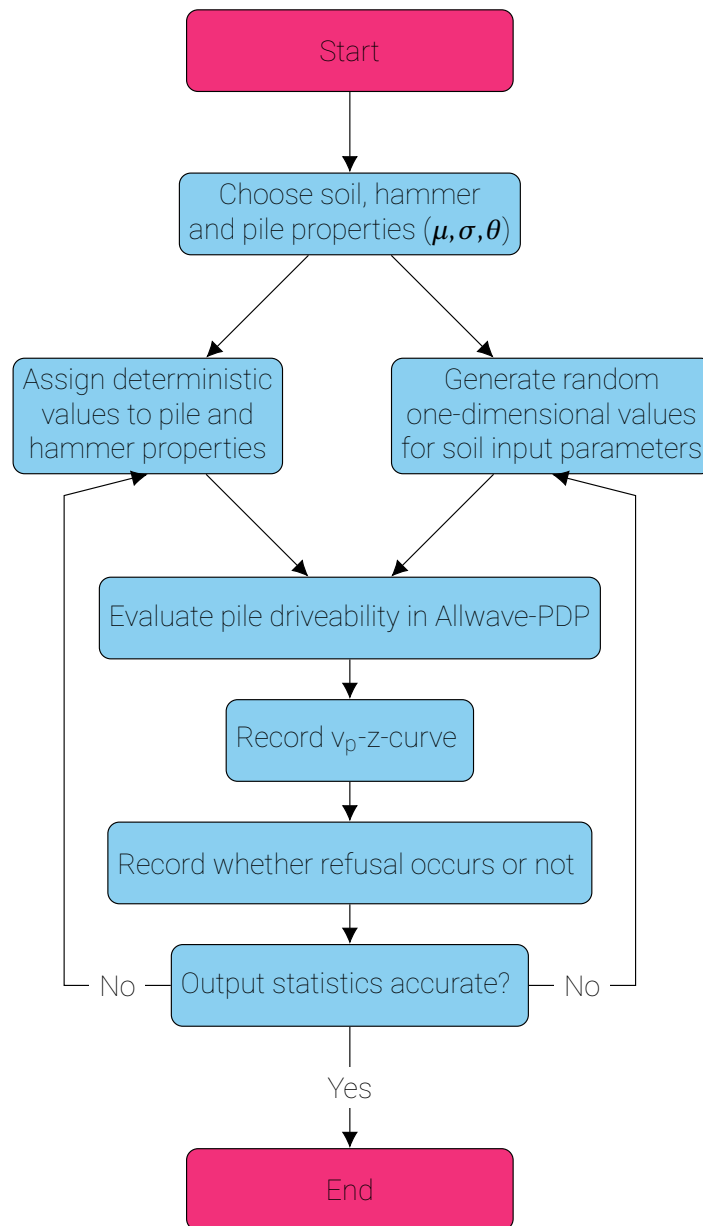 Start
Choose soil, hammer
and pile properties (μ,σ,θ)
Assign deterministic
values to pile and
hammer properties
Generate random
one-dimensional values
for soil input parameters
Evaluate pile driveability in Allwave-PDP
Record vₚ-z-curve
Record whether refusal occurs or not
No
Output statistics accurate?
No
Yes
End